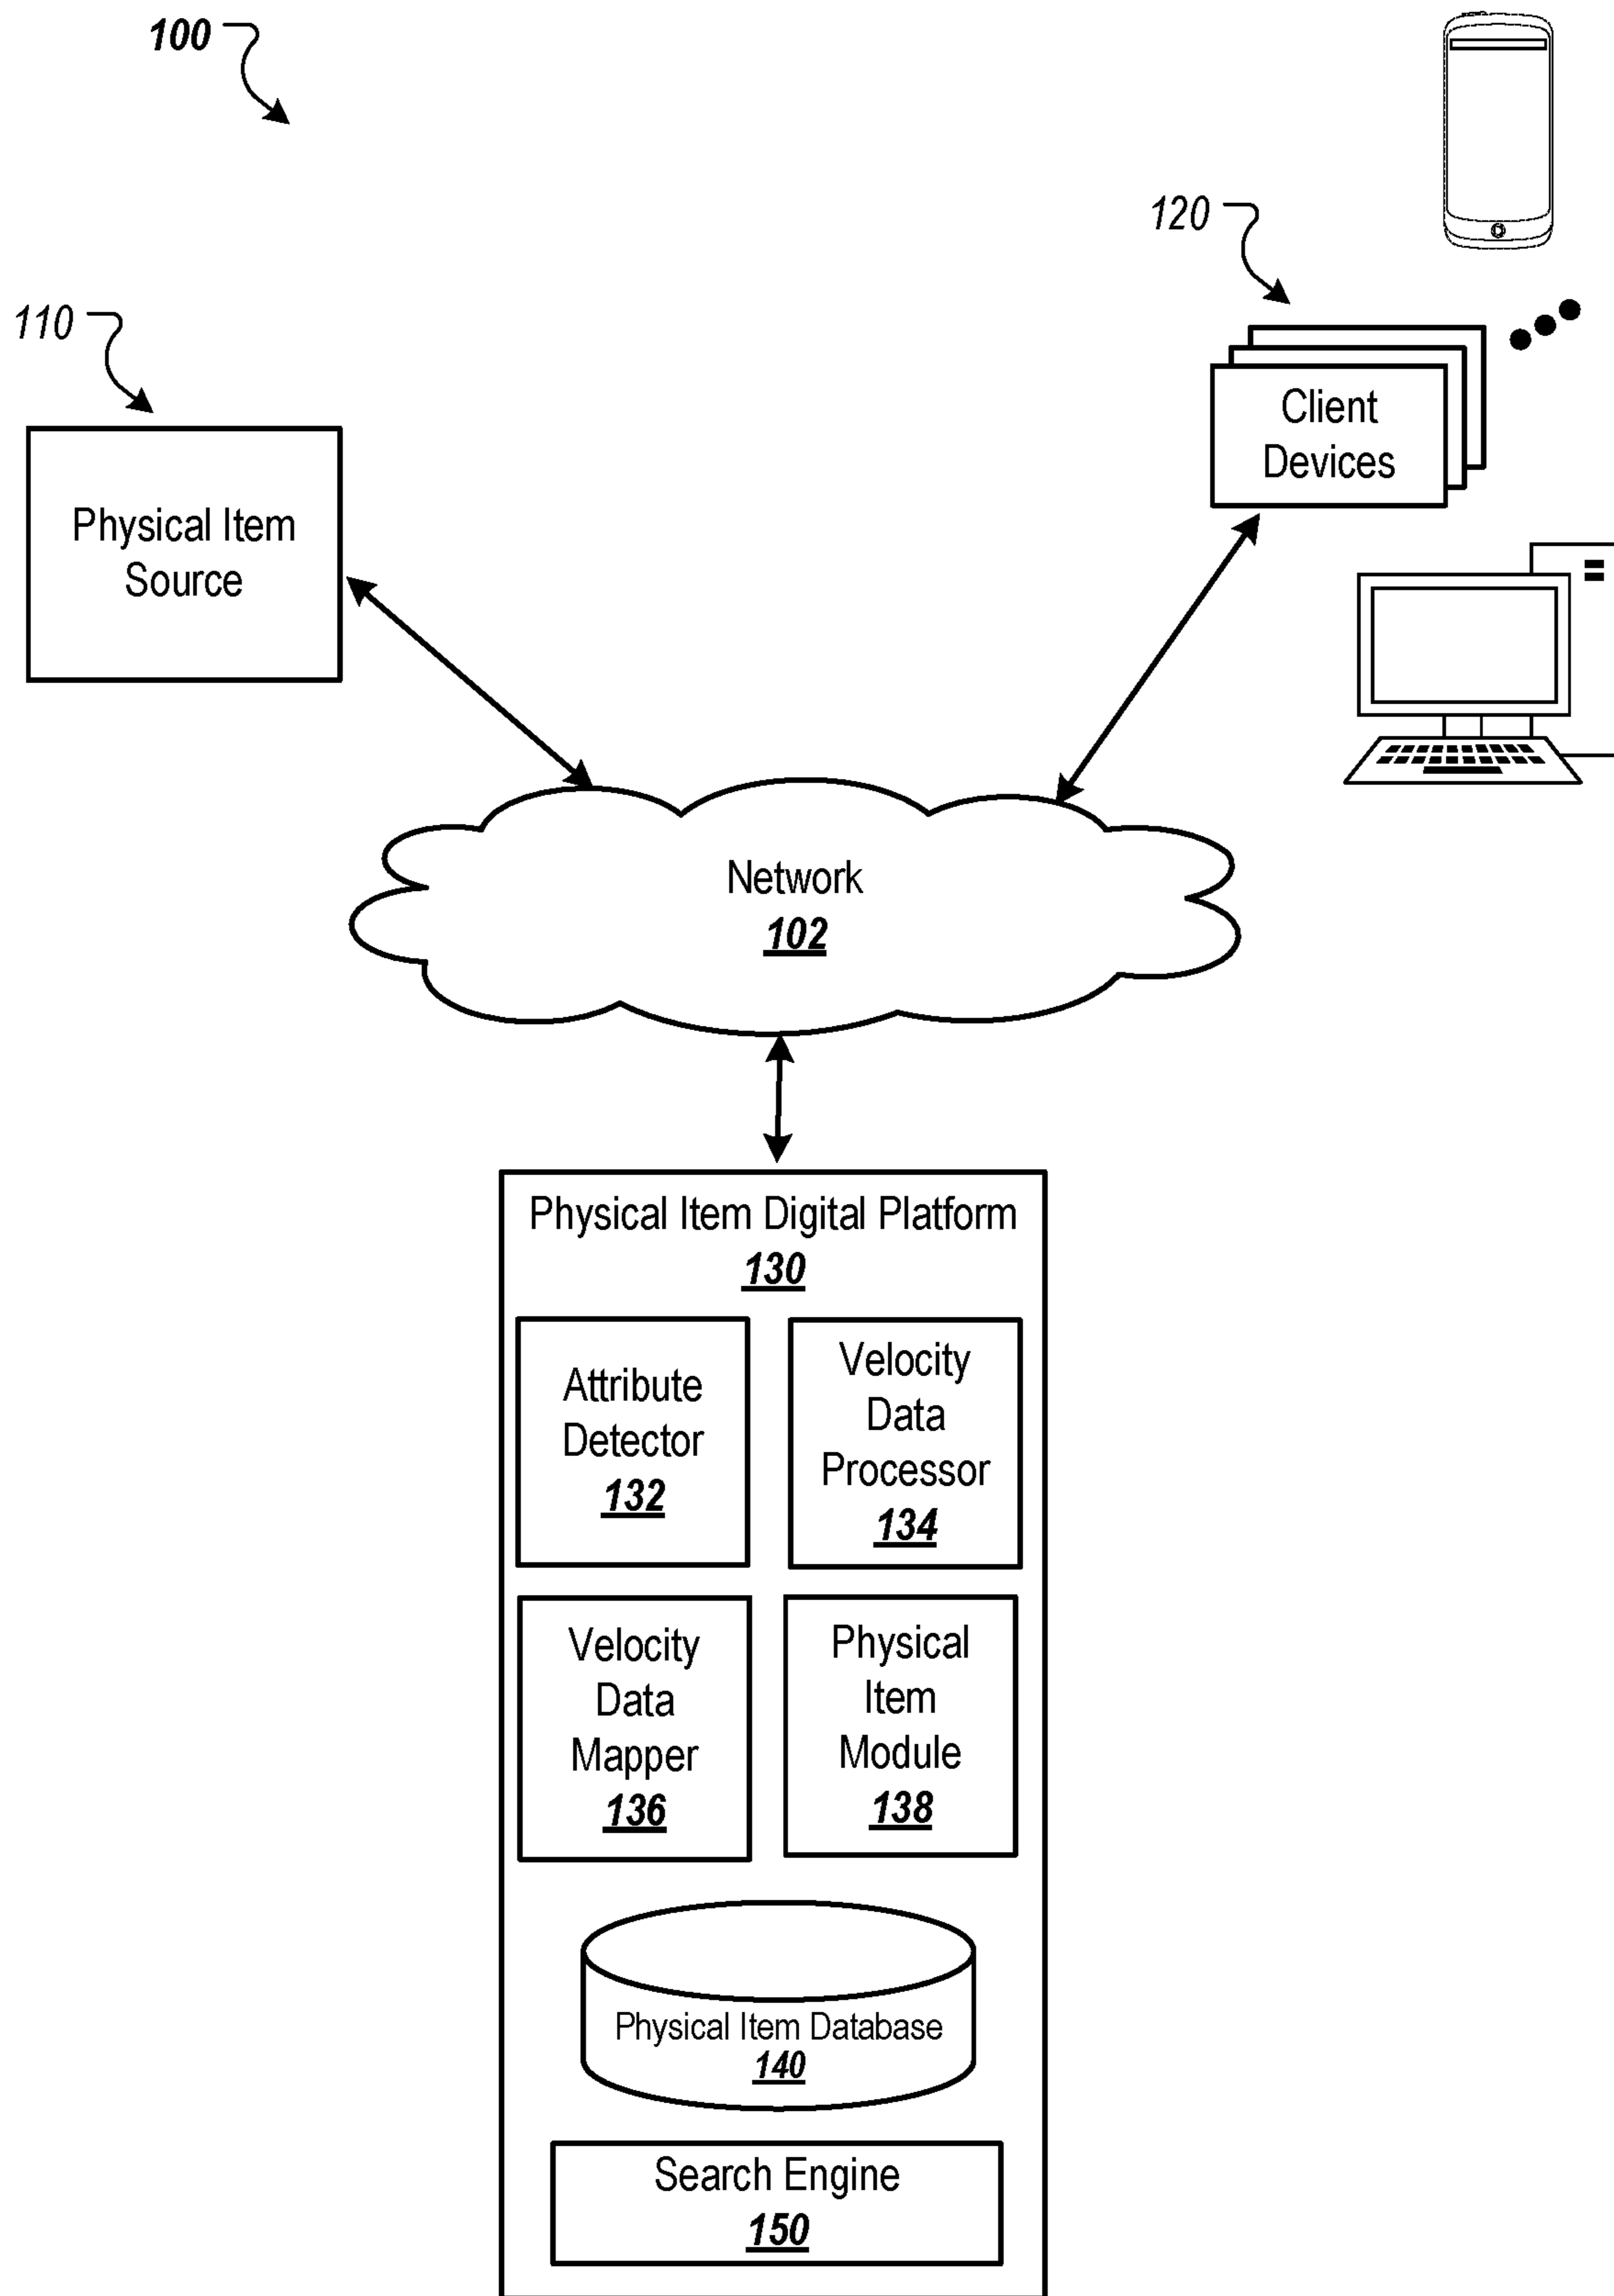 100
120
110
Client
Devices
Physical Item
Source
Network
102
Physical Item Digital Platform
130
Attribute
Detector
132
Velocity
Data
Processor
134
Velocity
Data
Mapper
136
Physical
Item
Module
138
Physical Item Database
140
Search Engine
150